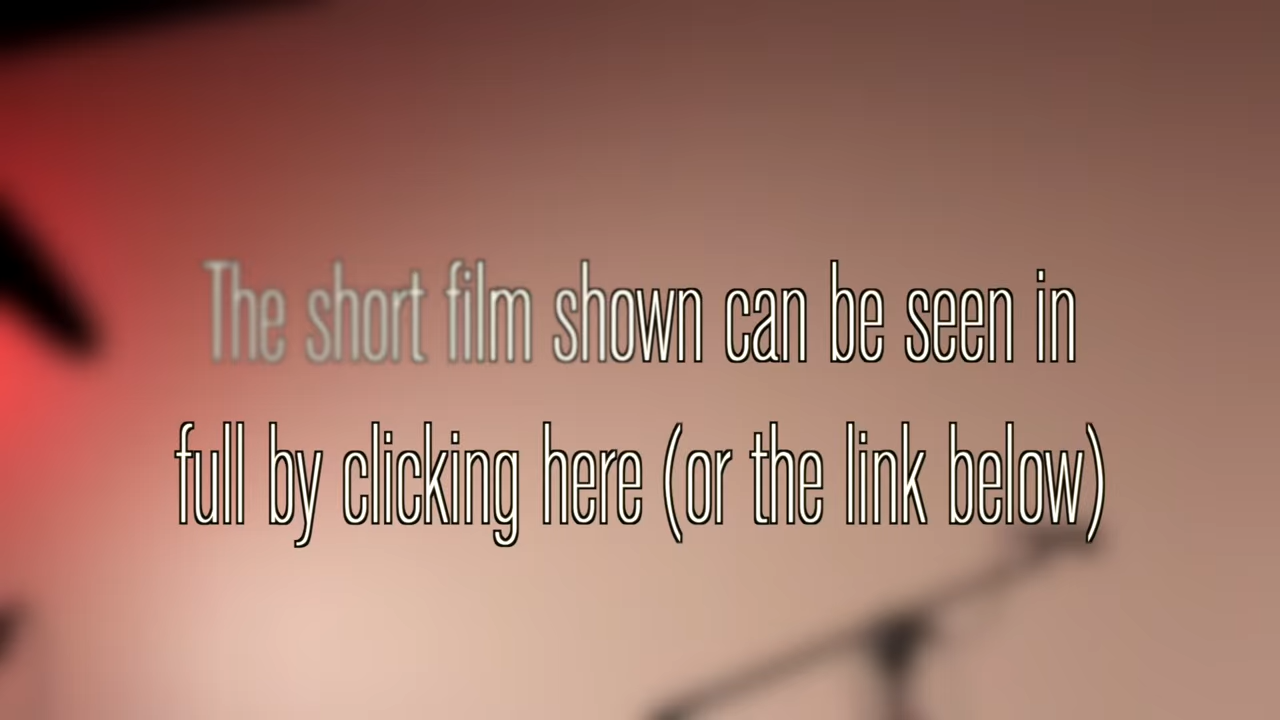 The short film shown can be seen in
full by clicking here (or the link below)